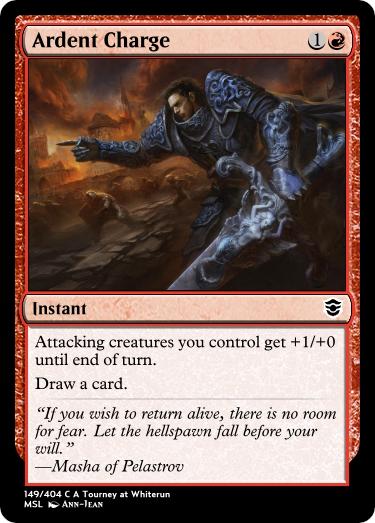 Ardent Charge 1
Instant
Attacking creatures you control get +1/+0
until end of turn.
Draw a card.
“If you wish to return alive, there is no room
for fear. Let the hellspawn fall before your
will.”
—Masha of Pelastrov
149/404 C A Tourney at Whiterun
MSL Ann-Jean